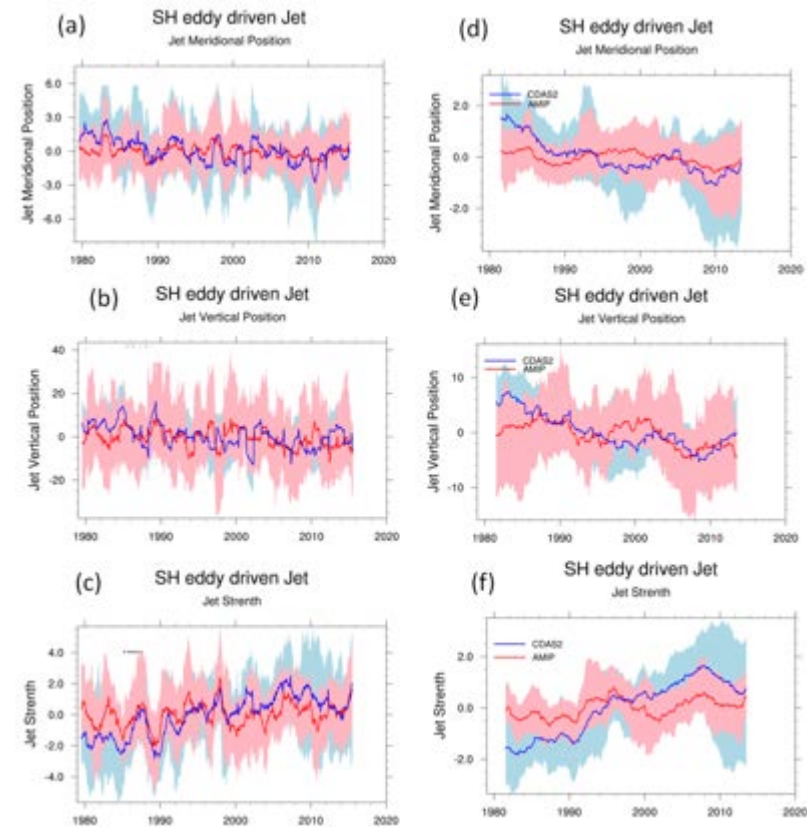 (a)
SH eddy driven Jet
Jet Meridional Position
Jet Meridional Position
6.0
3.0
0.0
-3.0
-6.0
1980 1990 2000 2010 2020
(d)
SH eddy driven Jet
Jet Meridional Position
CDAS2
AMIP
Jet Meridional Position
2.0
0.0
-2.0
1980 1990 2000 2010 2020
(b)
SH eddy driven Jet
Jet Vertical Position
Jet Vertical Position
40
20
0
-20
1980 1990 2000 2010 2020
(e)
SH eddy driven Jet
Jet Vertical Position
CDAS2
AMIP
Jet Vertical Position
10
0
-10
1980 1990 2000 2010 2020
(c)
SH eddy driven Jet
Jet Strenth
Jet Strenth
4.0
2.0
0.0
-2.0
-4.0
1980 1990 2000 2010 2020
(f)
SH eddy driven Jet
Jet Strenth
CDAS2
AMIP
Jet Strenth
2.0
0.0
-2.0
1980 1990 2000 2010 2020